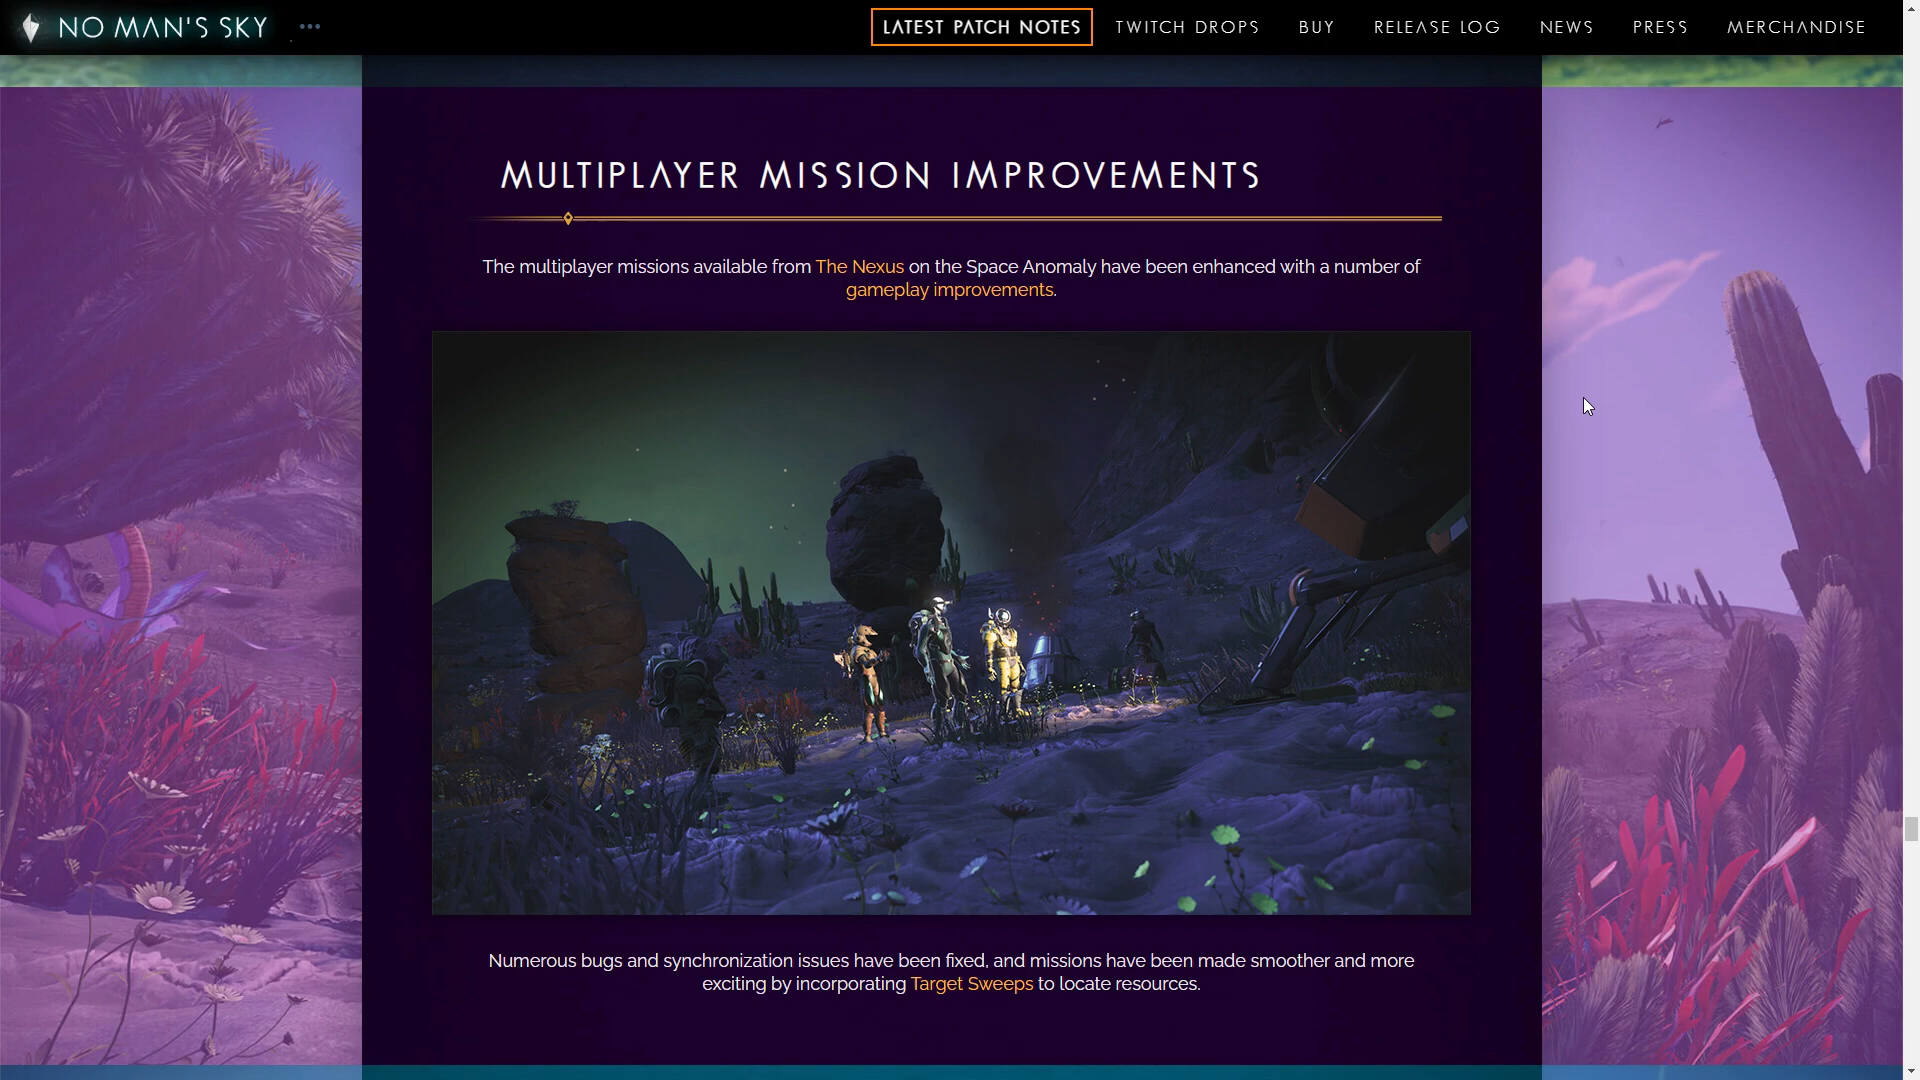 NO MAN'S SKY
LATEST PATCH NOTES TWITCH DROPS BUY RELEASE LOG NEWS PRESS MERCHANDISE
MULTIPLAYER MISSION IMPROVEMENTS
The multiplayer missions available from The Nexus on the Space Anomaly have been enhanced with a number of
gameplay improvements.
Numerous bugs and synchronization issues have been fixed, and missions have been made smoother and more
exciting by incorporating Target Sweeps to locate resources.